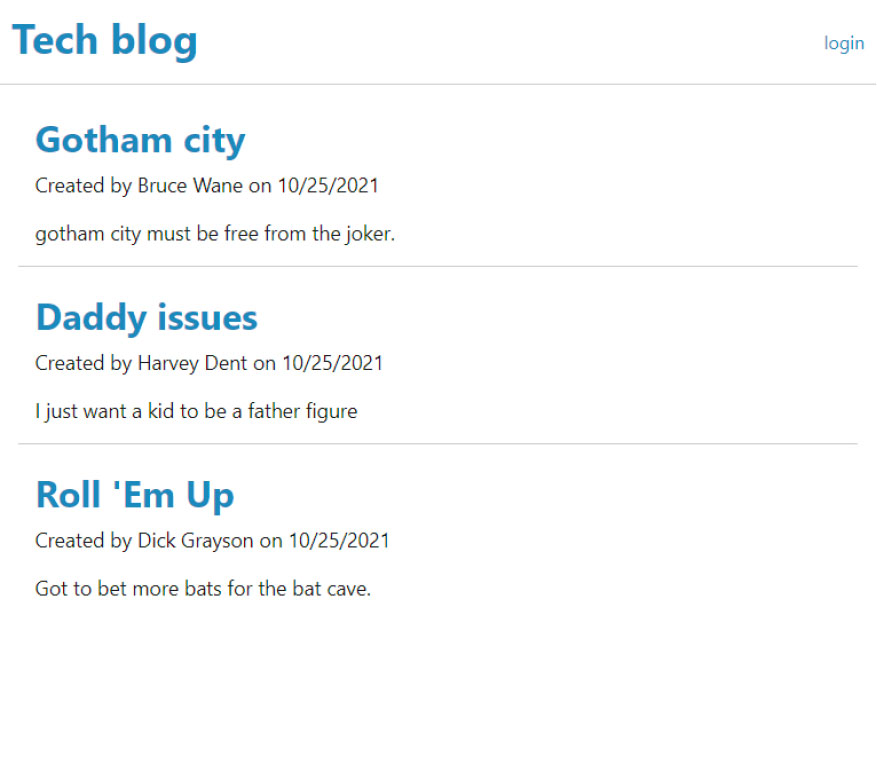 Tech blog
login
Gotham city
Created by Bruce Wane on 10/25/2021
gotham city must be free from the joker.
Daddy issues
Created by Harvey Dent on 10/25/2021
I just want a kid to be a father figure
Roll 'Em Up
Created by Dick Grayson on 10/25/2021
Got to bet more bats for the bat cave.